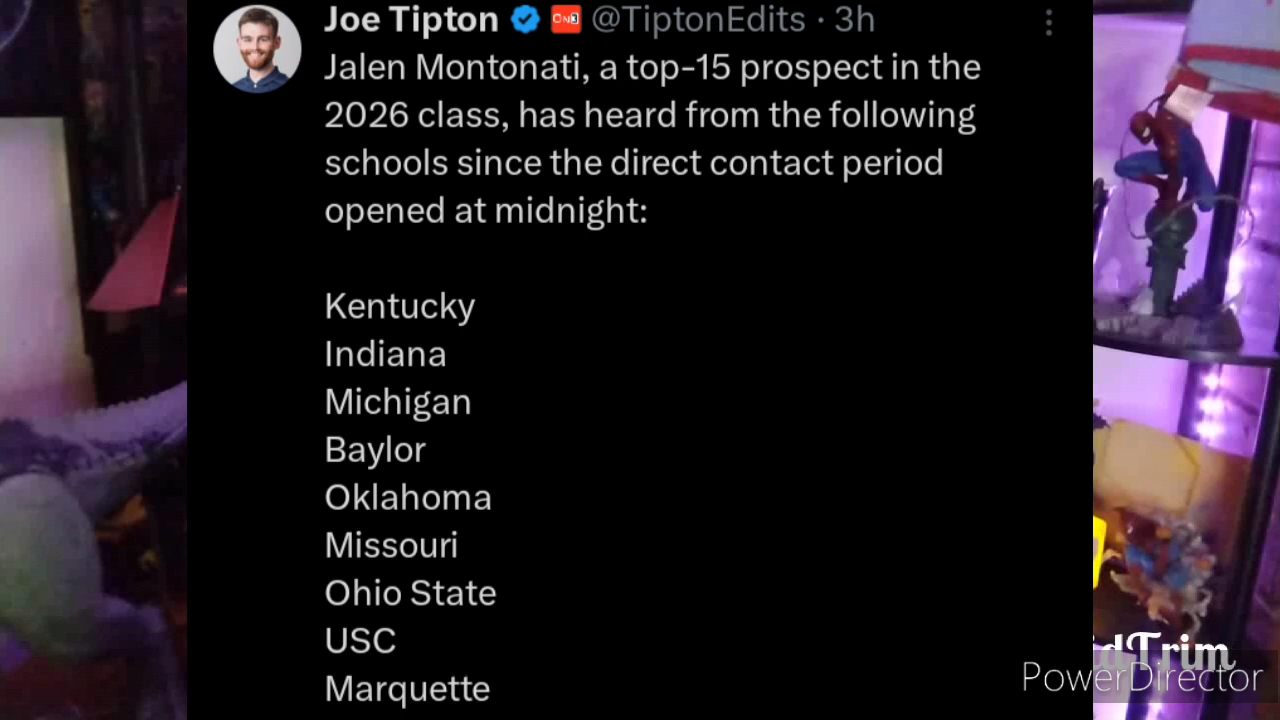 Joe Tipton ON3 @TiptonEdits · 3h
Jalen Montonati, a top-15 prospect in the
2026 class, has heard from the following
schools since the direct contact period
opened at midnight:
Kentucky
Indiana
Michigan
Baylor
Oklahoma
Missouri
Ohio State
USC
Marquette
PowerDirector